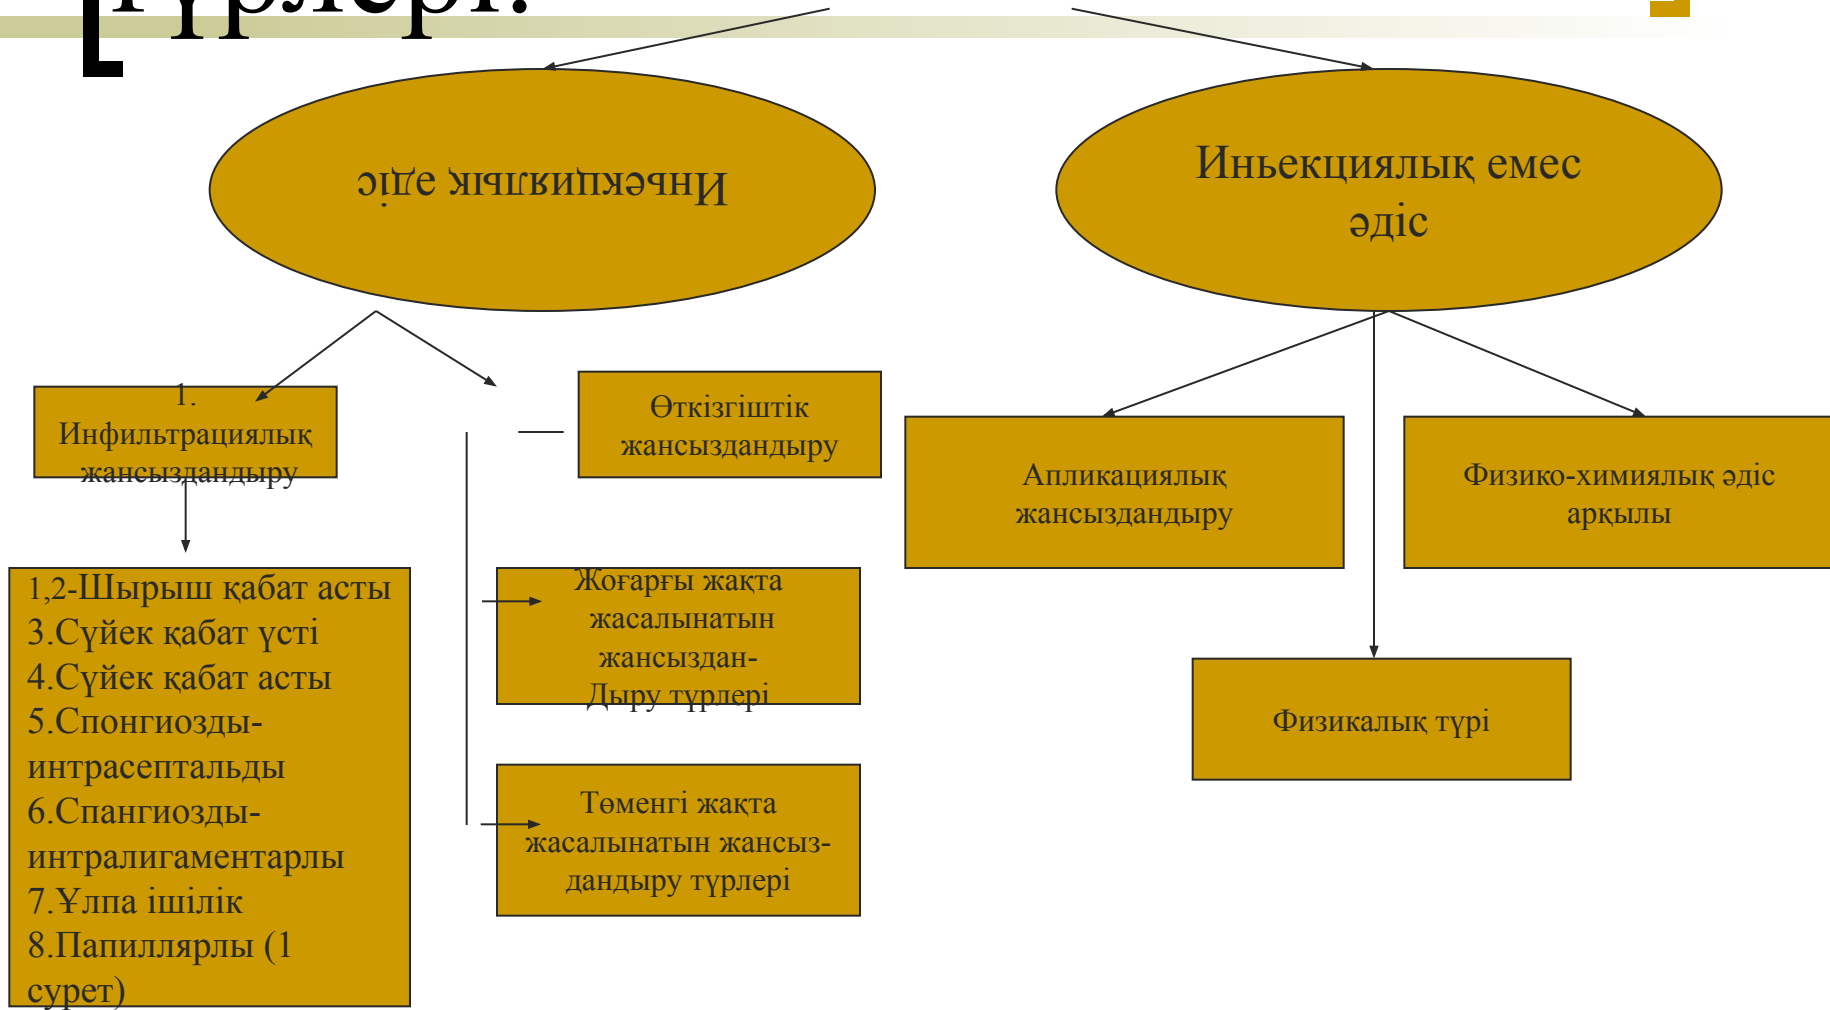 түрлері.
Иньекциялық әдіс
Иньекциялық емес
әдіс
1.
Инфильтрациялық
жансыздандыру
Өткізгіштік
жансыздандыру
Апликациялық
жансыздандыру
Физико-химиялық әдіс
арқылы
1,2-Шырыш қабат асты
3.Сүйек қабат үсті
4.Сүйек қабат асты
5.Спонгиозды-
интрасептальды
6.Спангиозды-
интралигаментарлы
7.Ұлпа ішілік
8.Папиллярлы (1
сурет)
Жоғарғы жақта
жасалынатын
жансыздан-
Дыру түрлері
Төменгі жақта
жасалынатын жансыз-
дандыру түрлері
Физикалық түрі